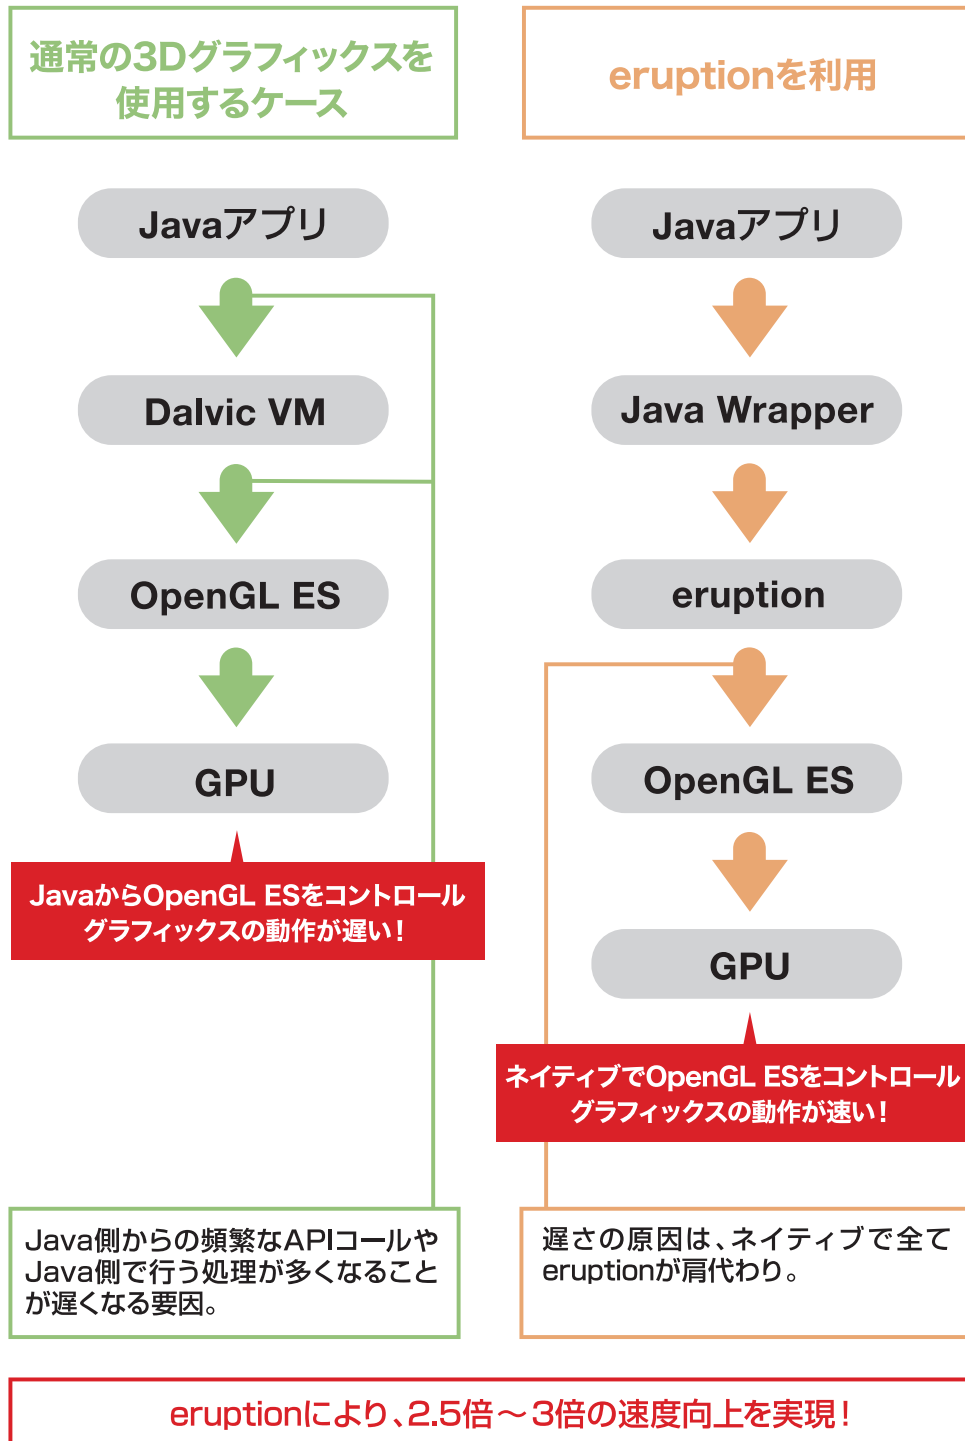 通常の3Dグラフィックスを
使用するケース
Javaアプリ
Dalvic VM
OpenGL ES
GPU
JavaからOpenGL ESをコントロール
グラフィックスの動作が遅い！
Java側からの頻繁なAPIコールや
Java側で行う処理が多くなること
が遅くなる要因。
eruptionを利用
Javaアプリ
Java Wrapper
eruption
OpenGL ES
GPU
ネイティブでOpenGL ESをコントロール
グラフィックスの動作が速い！
遅さの原因は、ネイティブで全て
eruptionが肩代わり。
eruptionにより、2.5倍～3倍の速度向上を実現！